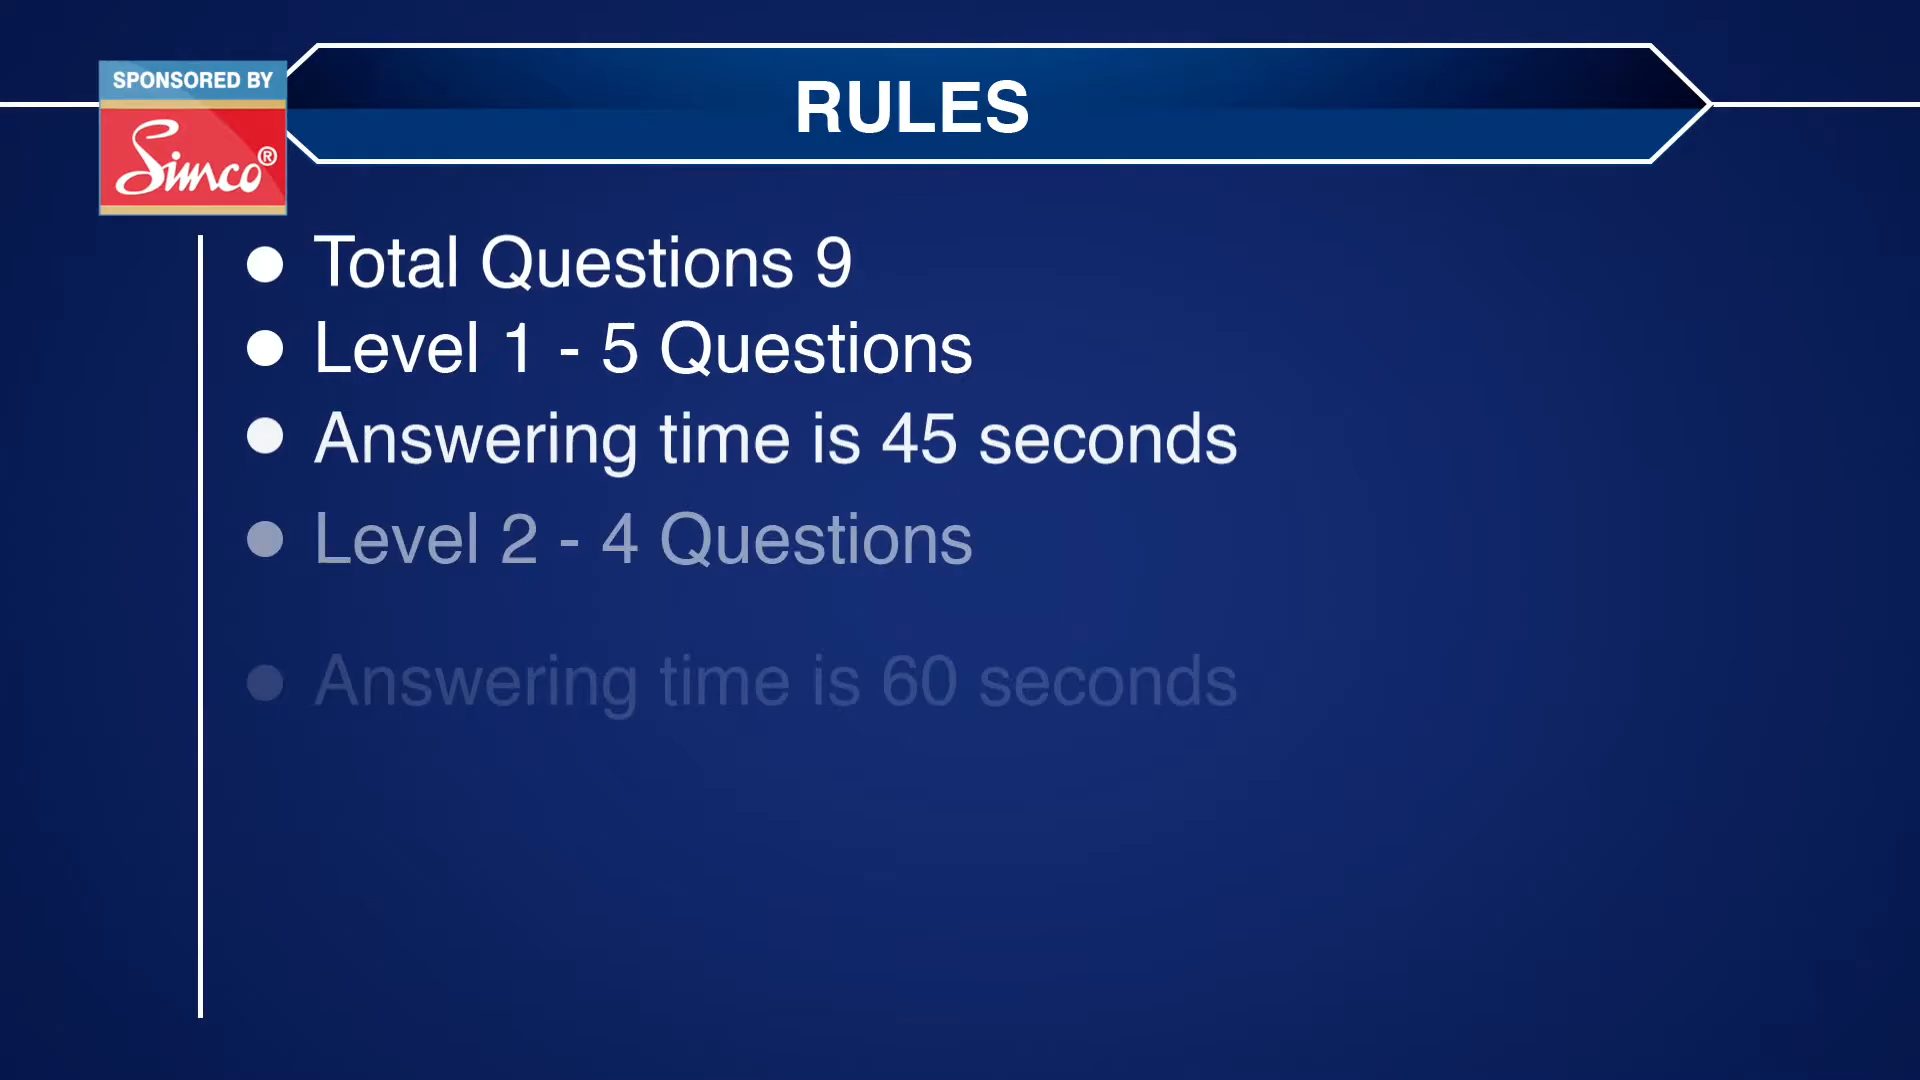 SPONSORED BY
Simco®
RULES
Total Questions 9
Level 1 - 5 Questions
Answering time is 45 seconds
Level 2 - 4 Questions
Answering time is 60 seconds